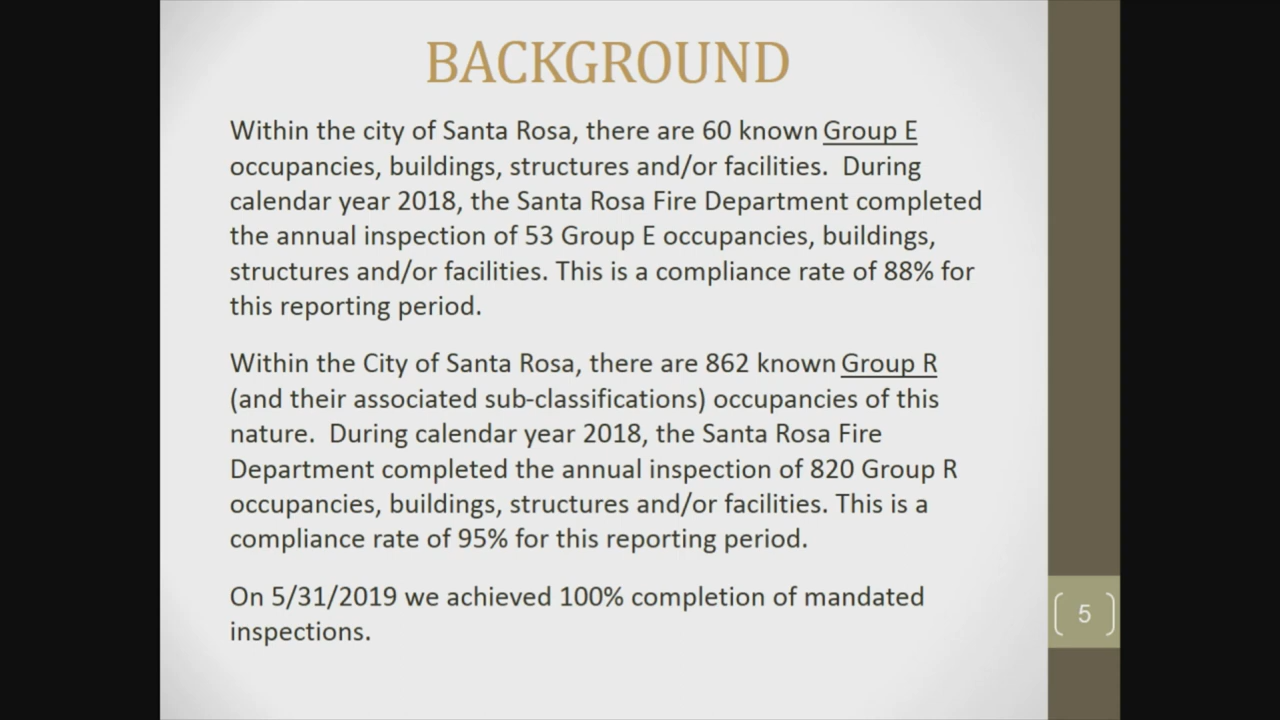 BACKGROUND
Within the city of Santa Rosa, there are 60 known Group E
occupancies, buildings, structures and/or facilities.  During
calendar year 2018, the Santa Rosa Fire Department completed
the annual inspection of 53 Group E occupancies, buildings,
structures and/or facilities. This is a compliance rate of 88% for
this reporting period.
Within the City of Santa Rosa, there are 862 known Group R
(and their associated sub-classifications) occupancies of this
nature.  During calendar year 2018, the Santa Rosa Fire
Department completed the annual inspection of 820 Group R
occupancies, buildings, structures and/or facilities. This is a
compliance rate of 95% for this reporting period.
On 5/31/2019 we achieved 100% completion of mandated
inspections.
5